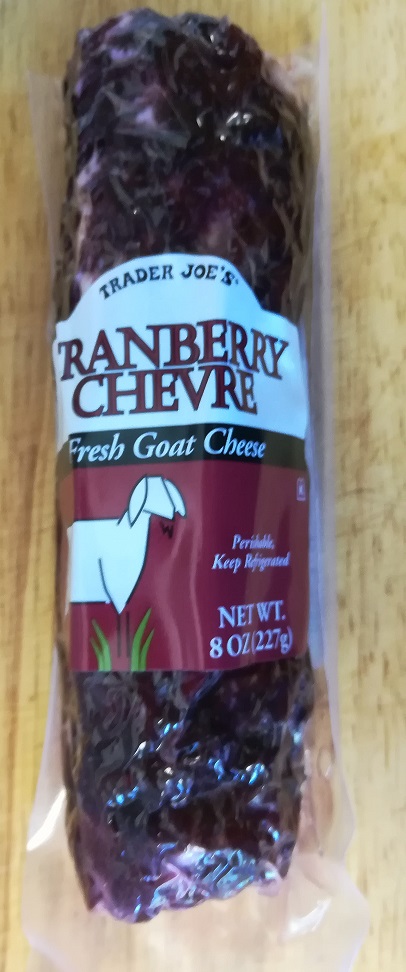 TRADER JOE'S
RANBERRY
CHEVRE
Fresh Goat Cheese
Perishable,
Keep Refrigerated
NET WT.
8 OZ (227g)